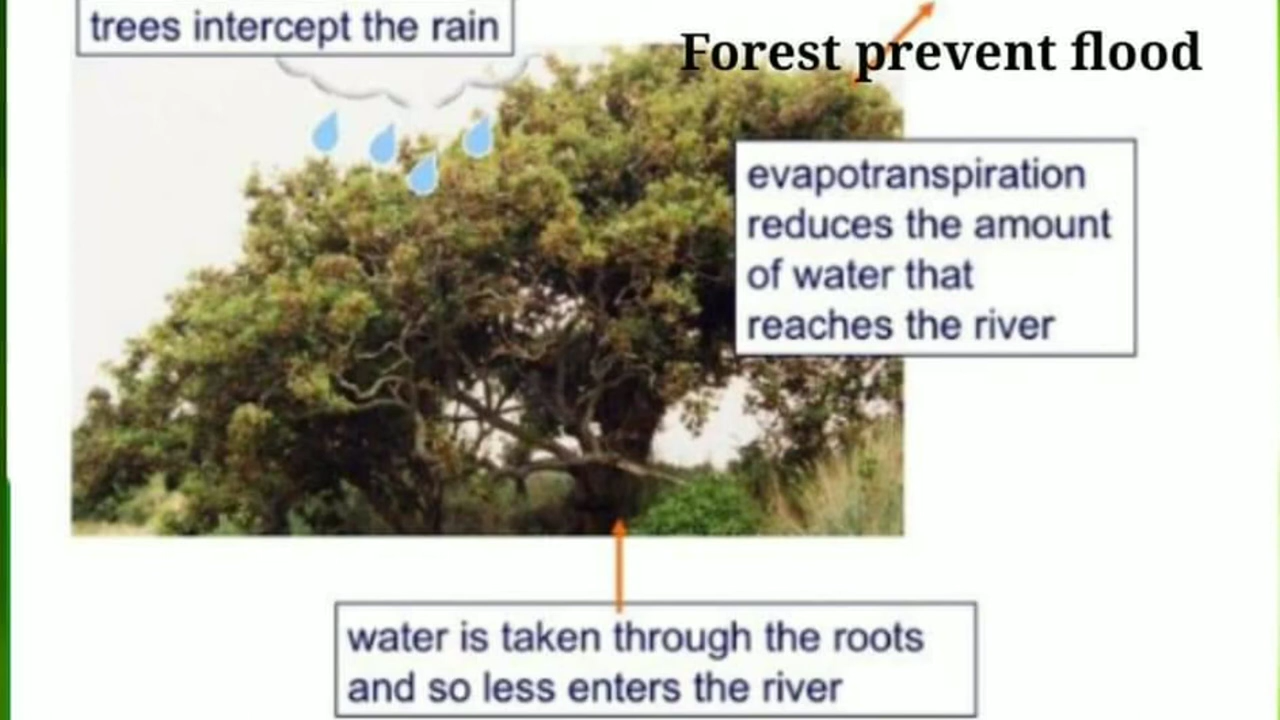 trees intercept the rain
Forest prevent flood
evapotranspiration
reduces the amount
of water that
reaches the river
water is taken through the roots
and so less enters the river